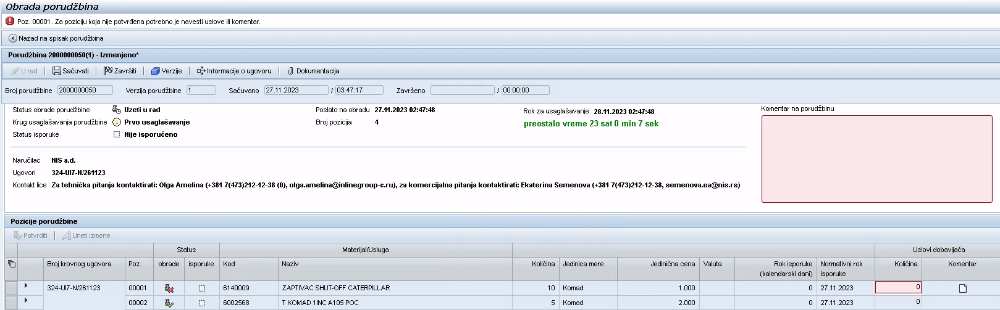 Obrada porudžbina
Poz. 00001. Za poziciju koja nije potvrđena potrebno je navesti uslove ili komentar.
Nazad na spisak porudžbina
Porudžbina 2000000050(1) - Izmenjeno*
U rad Sačuvati Završiti Verzije Informacije o ugovoru Dokumentacija
Broj porudžbine 2000000050 Verzija porudžbine 1 Sačuvano 27.11.2023 / 03:47:17 Završeno / 00:00:00
Status obrade porudžbine Uzeti u rad Poslato na obradu 27.11.2023 02:47:48 Rok za usaglašavanje 28.11.2023 02:47:48 Komentar na porudžbinu
Krug usaglašavanja porudžbine 1 Prvo usaglašavanje Broj pozicija 4 preostalo vreme 23 sat 0 min 7 sek
Status isporuke Nije isporučeno
Naručilac NIS a.d.
Ugovori 324-UI7-N/261123
Kontakt lice Za tehnička pitanja kontaktirati: Olga Amelina (+381 7(473)212-12-38 (0), olga.amelina@inlinegroup-c.ru), za komercijalna pitanja kontaktirati: Ekaterina Semenova (+381 7(473)212-12-38, semenova.ea@nis.rs)
Pozicije porudžbine
Potvrditi Uneti izmene
Status Materijal/Usluga Uslovi dobavljača
Broj krovnog ugovora Poz. obrade isporuke Kod Naziv Količina Jedinica mere Jedinična cena Valuta Rok isporuke (kalendarski dani) Normativni rok isporuke Količina Komentar
324-UI7-N/261123 00001 6140009 ZAPTIVAC SHUT-OFF CATERPILLAR 10 Komad 1.000 0 27.11.2023 0
00002 6002568 T KOMAD 1INC A105 POC 5 Komad 2.000 0 27.11.2023 0